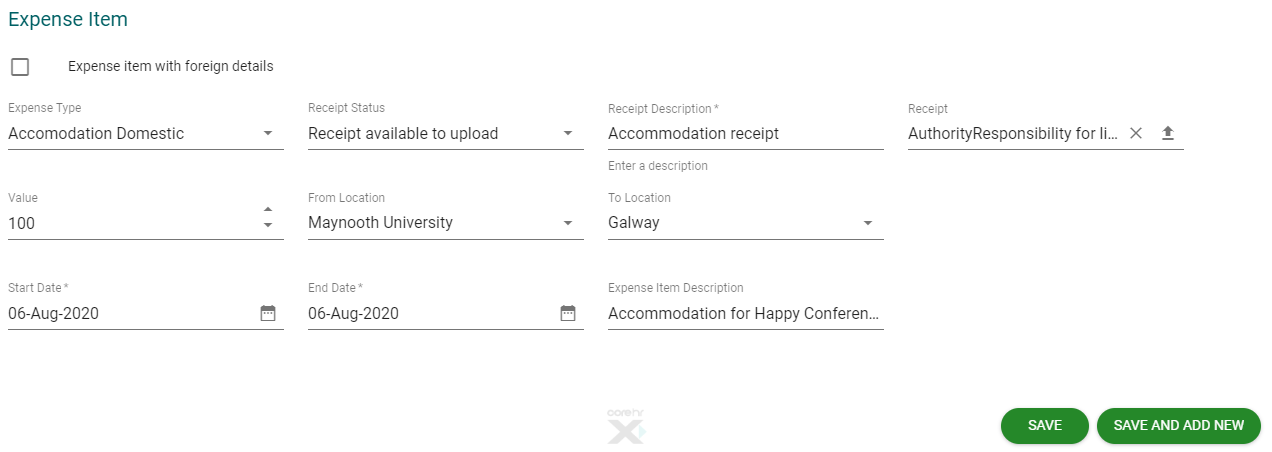 Expense Item
Expense item with foreign details
Expense Type Receipt Status Receipt Description * Receipt
Accomodation Domestic Receipt available to upload Accommodation receipt AuthorityResponsibility for li...
Enter a description
Value From Location To Location
100 Maynooth University Galway
Start Date * End Date * Expense Item Description
06-Aug-2020 06-Aug-2020 Accommodation for Happy Conferen...
corehr
X
SAVE SAVE AND ADD NEW